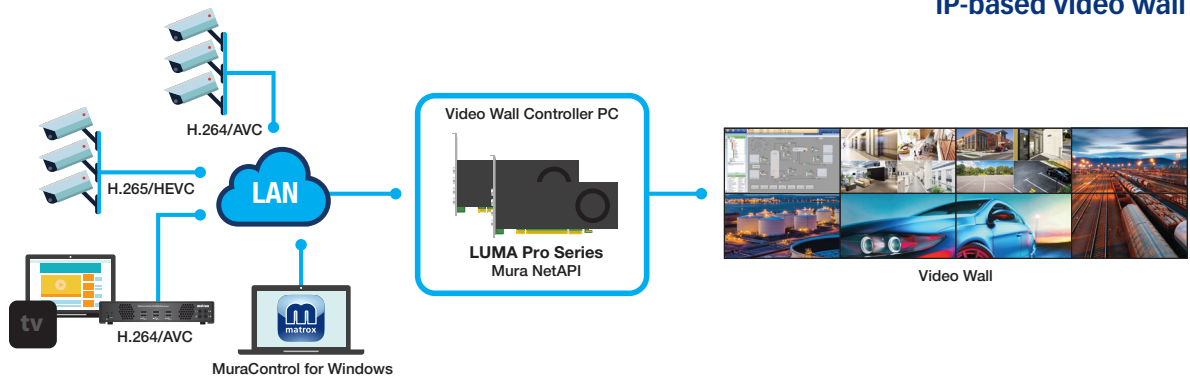 IP-based Video Wall
H.264/AVC
H.265/HEVC
LAN
Video Wall Controller PC
LUMA Pro Series
Mura NetAPI
Video Wall
tv
matrox
H.264/AVC
matrox
MuraControl for Windows